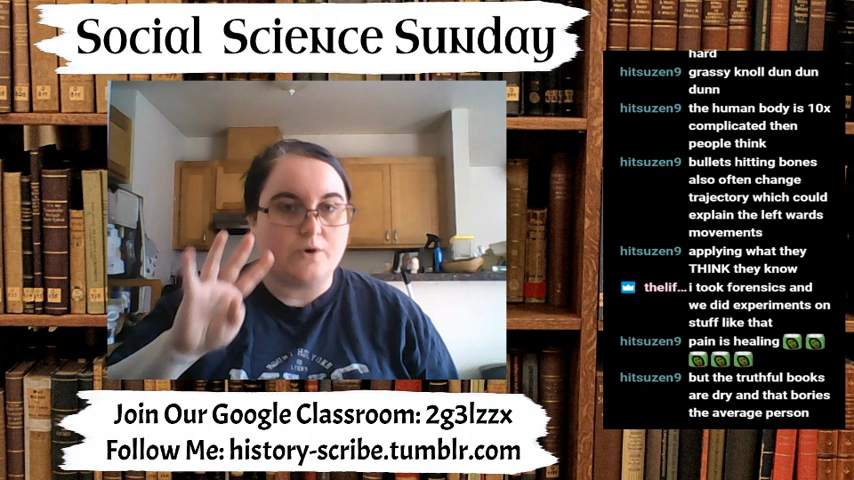 Social Science Sunday
hard
hitsuzen9 grassy knoll dun dun
dunn
hitsuzen9 the human body is 10x
complicated then
people think
hitsuzen9 bullets hitting bones
also often change
trajectory which could
explain the left wards
movements
hitsuzen9 applying what they
THINK they know
thelif... i took forensics and
we did experiments on
stuff like that
hitsuzen9 pain is healing
hitsuzen9 but the truthful books
are dry and that bories
the average person
Join Our Google Classroom: 2g3lzzx
Follow Me: history-scribe.tumblr.com